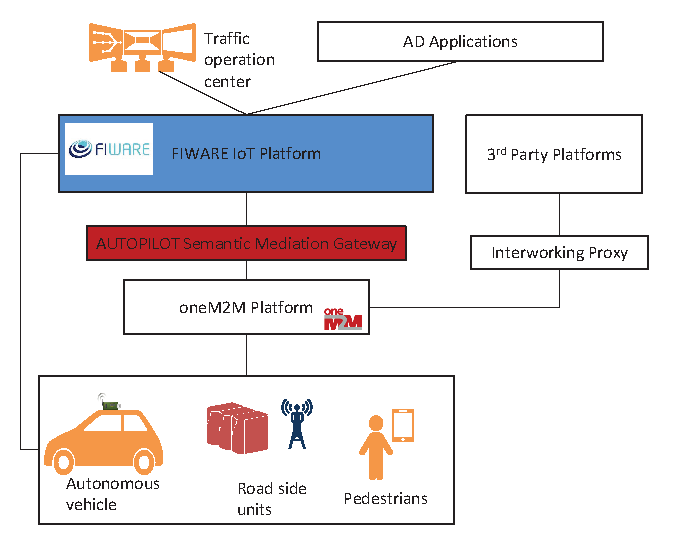 Traffic
operation
center
AD Applications
FIWARE
FIWARE IoT Platform
3rd Party Platforms
AUTOPILOT Semantic Mediation Gateway
Interworking Proxy
oneM2M Platform
one
M2M
Autonomous
vehicle
Road side
units
Pedestrians